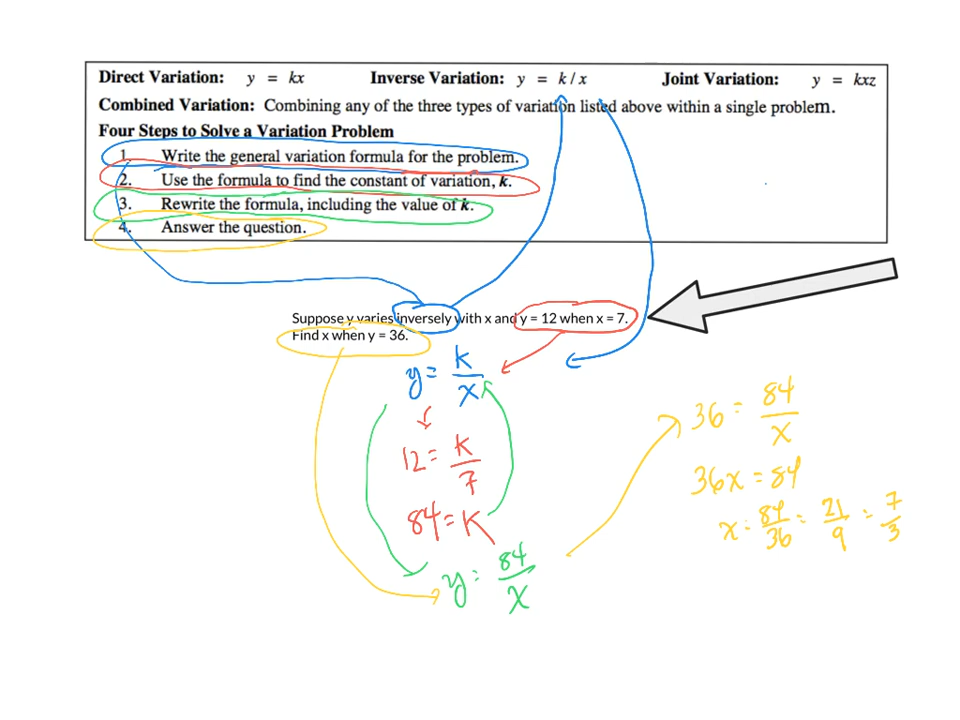 Direct Variation: y = kx Inverse Variation: y = k / x Joint Variation: y = kxz
Combined Variation: Combining any of the three types of variation listed above within a single problem.
Four Steps to Solve a Variation Problem
1. Write the general variation formula for the problem.
2. Use the formula to find the constant of variation, k.
3. Rewrite the formula, including the value of k.
4. Answer the question.
Suppose y varies inversely with x and y = 12 when x = 7.
Find x when y = 36.
y = k/x
12 = k/7
84 = k
y = 84/x
36 = 84/x
36x = 84
x = 84/36 = 21/9 = 7/3